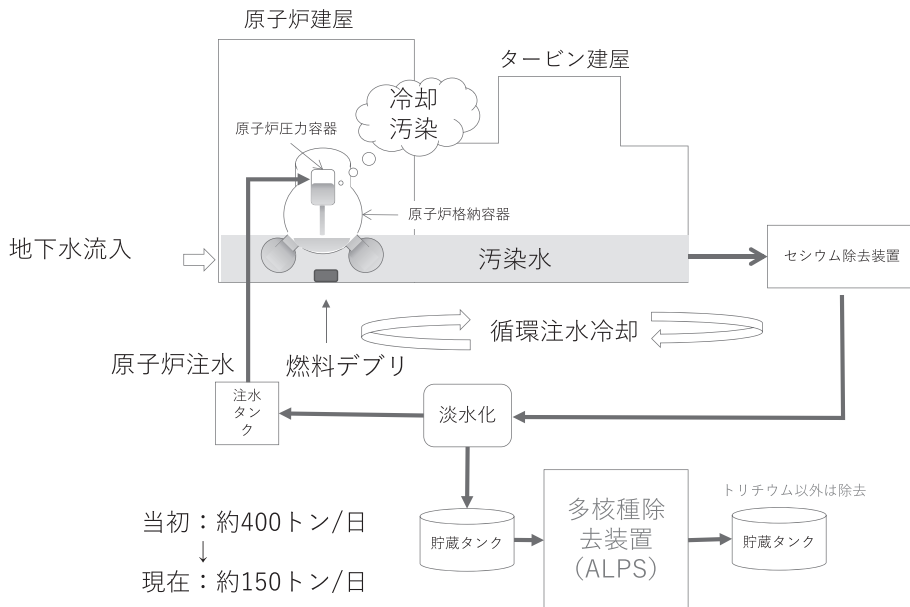 原子炉建屋
タービン建屋
冷却
汚染
原子炉圧力容器
原子炉格納容器
地下水流入
汚染水
セシウム除去装置
循環注水冷却
原子炉注水
燃料デブリ
注水
タン
ク
淡水化
トリチウム以外は除去
当初：約400トン/日
↓
現在：約150トン/日
貯蔵タンク
多核種除
去装置
(ALPS)
貯蔵タンク